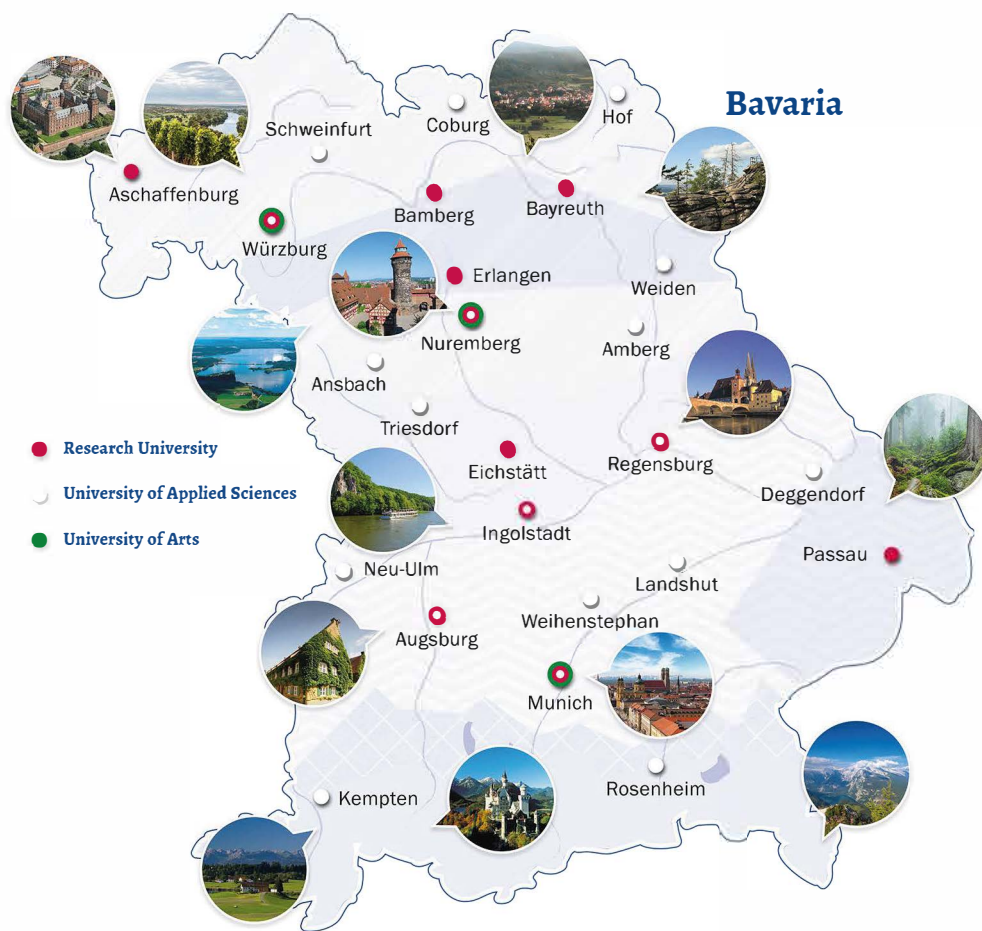 Bavaria
Schweinfurt
Coburg
Hof
Aschaffenburg
Bamberg
Bayreuth
Würzburg
Erlangen
Weiden
Nuremberg
Amberg
Ansbach
Triesdorf
Research University
Eichstätt
Regensburg
University of Applied Sciences
Deggendorf
University of Arts
Ingolstadt
Passau
Neu-Ulm
Landshut
Weihenstephan
Augsburg
Munich
Rosenheim
Kempten